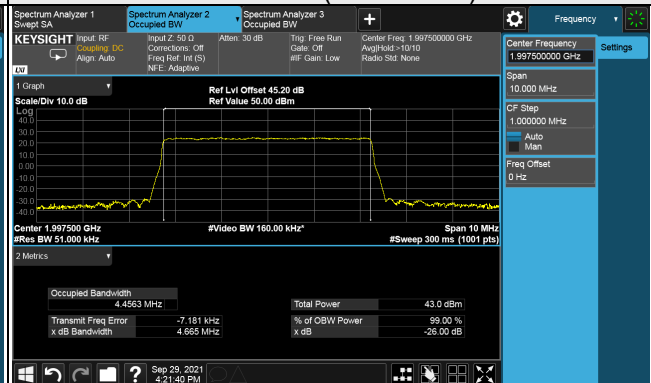 Spectrum Analyzer 1
Swept SA
Spectrum Analyzer 2
Occupied BW
Spectrum Analyzer 3
Occupied BW
+
Frequency
KEYSIGHT
Input: RF
Coupling: DC
Align: Auto
Input Z: 50 Ω
Corrections: Off
Freq Ref: Int (S)
NFE: Adaptive
Atten: 30 dB
Trig: Free Run
Gate: Off
#IF Gain: Low
Center Freq: 1.997500000 GHz
Avg|Hold:>10/10
Radio Std: None
LXI
1 Graph
Scale/Div 10.0 dB
Ref Lvl Offset 45.20 dB
Ref Value 50.00 dBm
Log
40.0
30.0
20.0
10.0
0.00
-10.0
-20.0
-30.0
-40.0
Center 1.997500 GHz
#Res BW 51.000 kHz
#Video BW 160.00 kHz*
Span 10 MHz
#Sweep 300 ms (1001 pts)
2 Metrics
Occupied Bandwidth
4.4563 MHz
Transmit Freq Error -7.181 kHz
x dB Bandwidth 4.665 MHz
Total Power 43.0 dBm
% of OBW Power 99.00 %
x dB -26.00 dB
Center Frequency
1.997500000 GHz
Settings
Span
10.000 MHz
CF Step
1.000000 MHz
Auto
Man
Freq Offset
0 Hz
?
Sep 29, 2021
4:21:40 PM